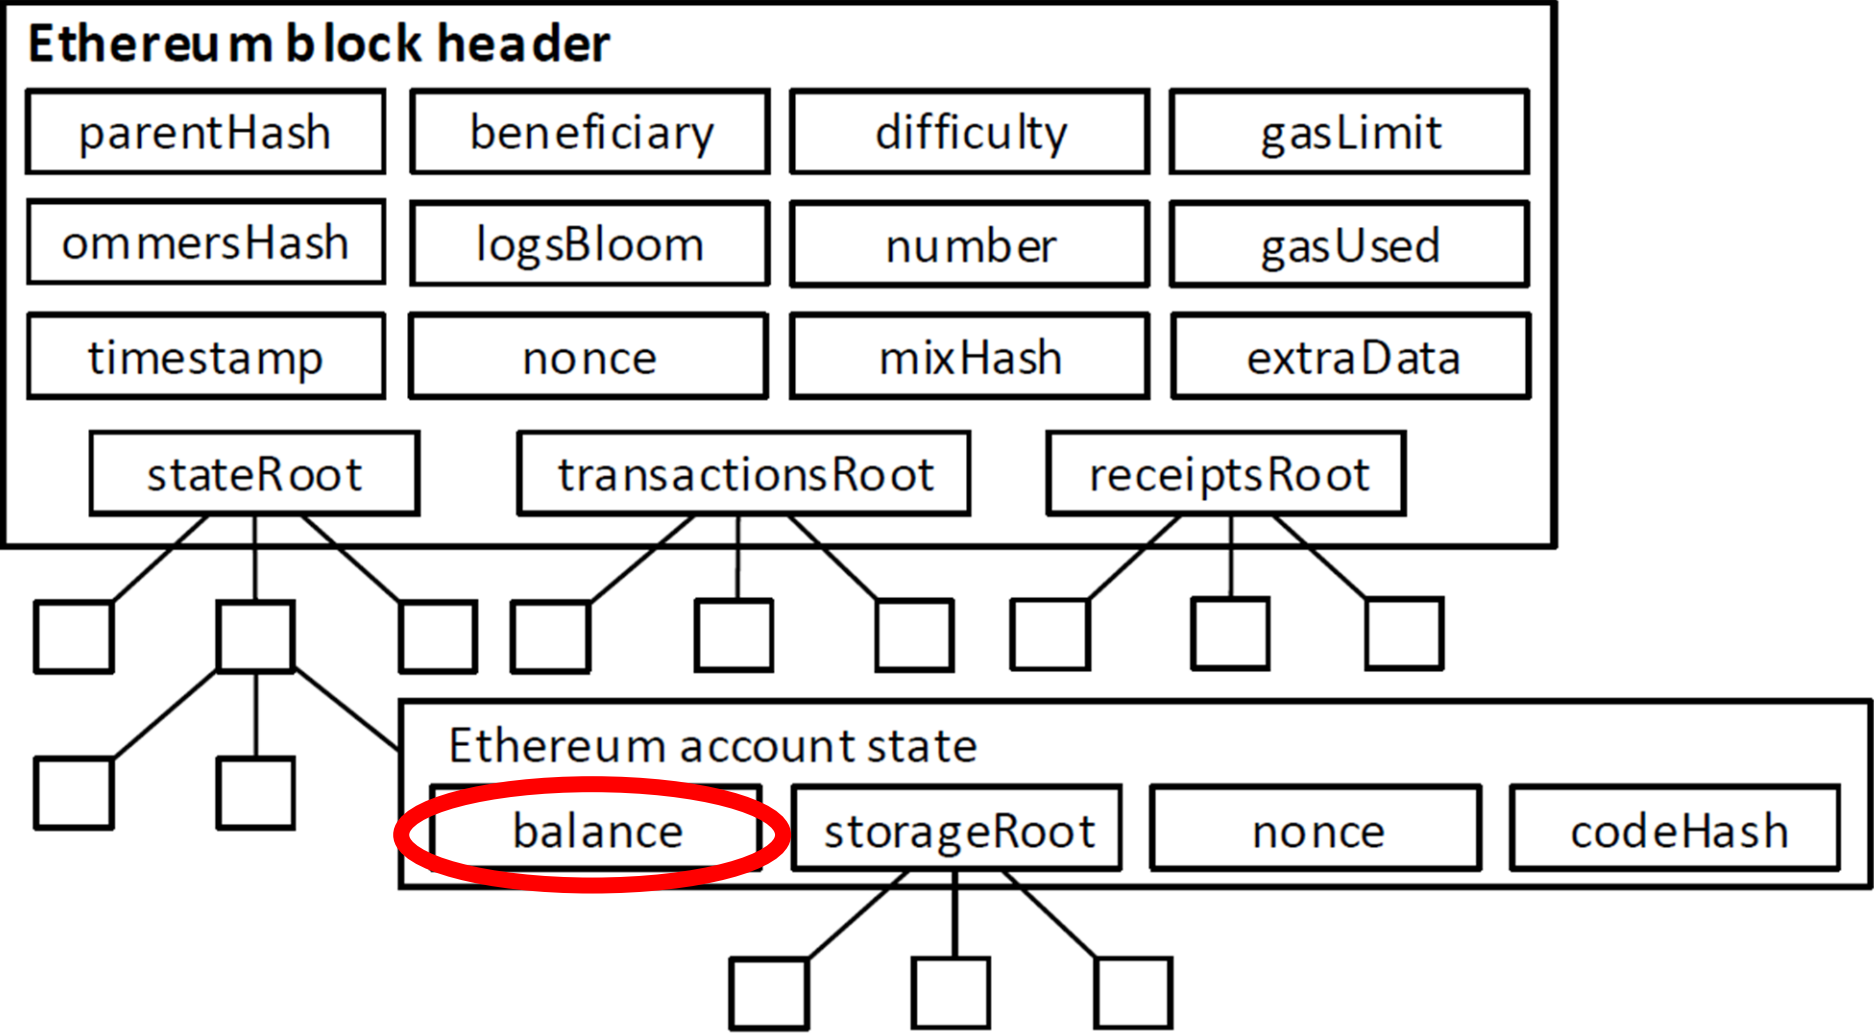 Ethereum block header
parentHash beneficiary difficulty gasLimit
ommersHash logsBloom number gasUsed
timestamp nonce mixHash extraData
stateRoot transactionsRoot receiptsRoot
Ethereum account state
balance storageRoot nonce codeHash